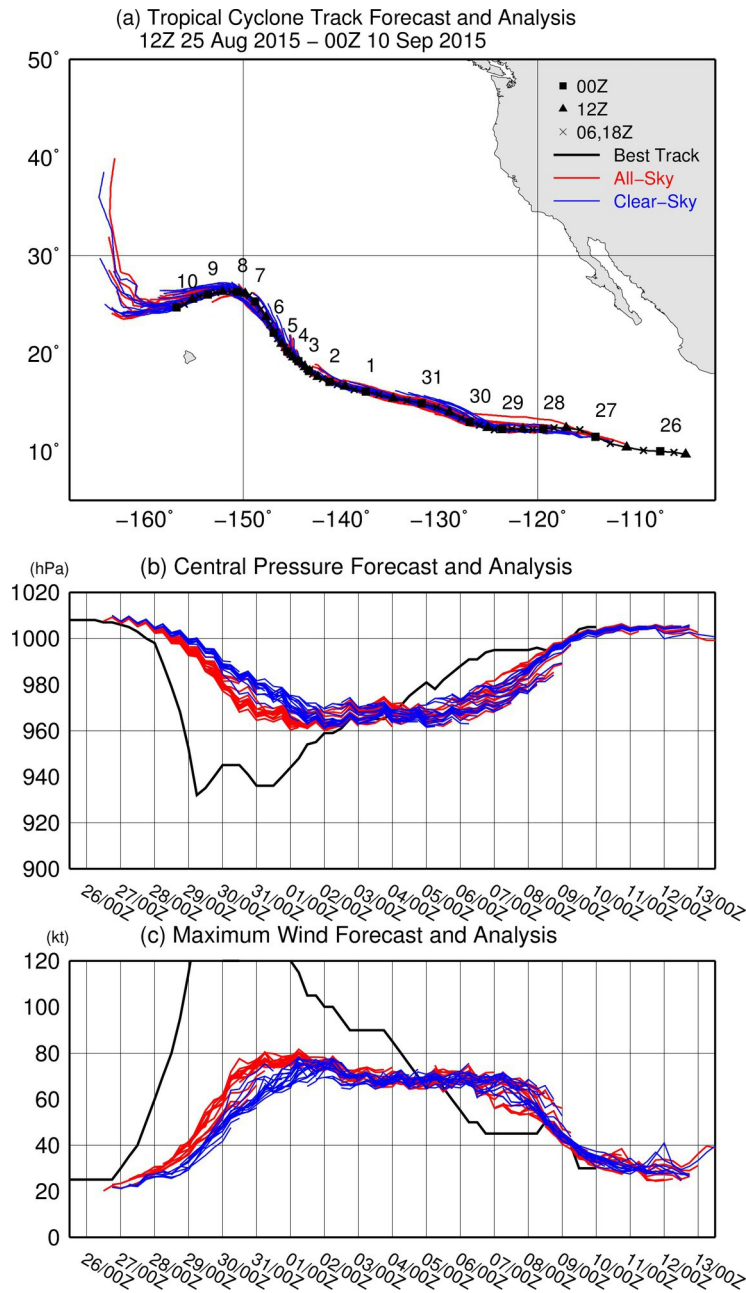 (a) Tropical Cyclone Track Forecast and Analysis
12Z 25 Aug 2015 − 00Z 10 Sep 2015
50˚
40˚
30˚
20˚
10˚
00Z
12Z
06,18Z
Best Track
All−Sky
Clear−Sky
10 9 8 7 6 5 4 3 2 1 31 30 29 28 27 26
−160˚ −150˚ −140˚ −130˚ −120˚ −110˚
(hPa) (b) Central Pressure Forecast and Analysis
1020
1000
980
960
940
920
900
26/00Z 27/00Z 28/00Z 29/00Z 30/00Z 31/00Z 01/00Z 02/00Z 03/00Z 04/00Z 05/00Z 06/00Z 07/00Z 08/00Z 09/00Z 10/00Z 11/00Z 12/00Z 13/00Z
(kt) (c) Maximum Wind Forecast and Analysis
120
100
80
60
40
20
0
26/00Z 27/00Z 28/00Z 29/00Z 30/00Z 31/00Z 01/00Z 02/00Z 03/00Z 04/00Z 05/00Z 06/00Z 07/00Z 08/00Z 09/00Z 10/00Z 11/00Z 12/00Z 13/00Z